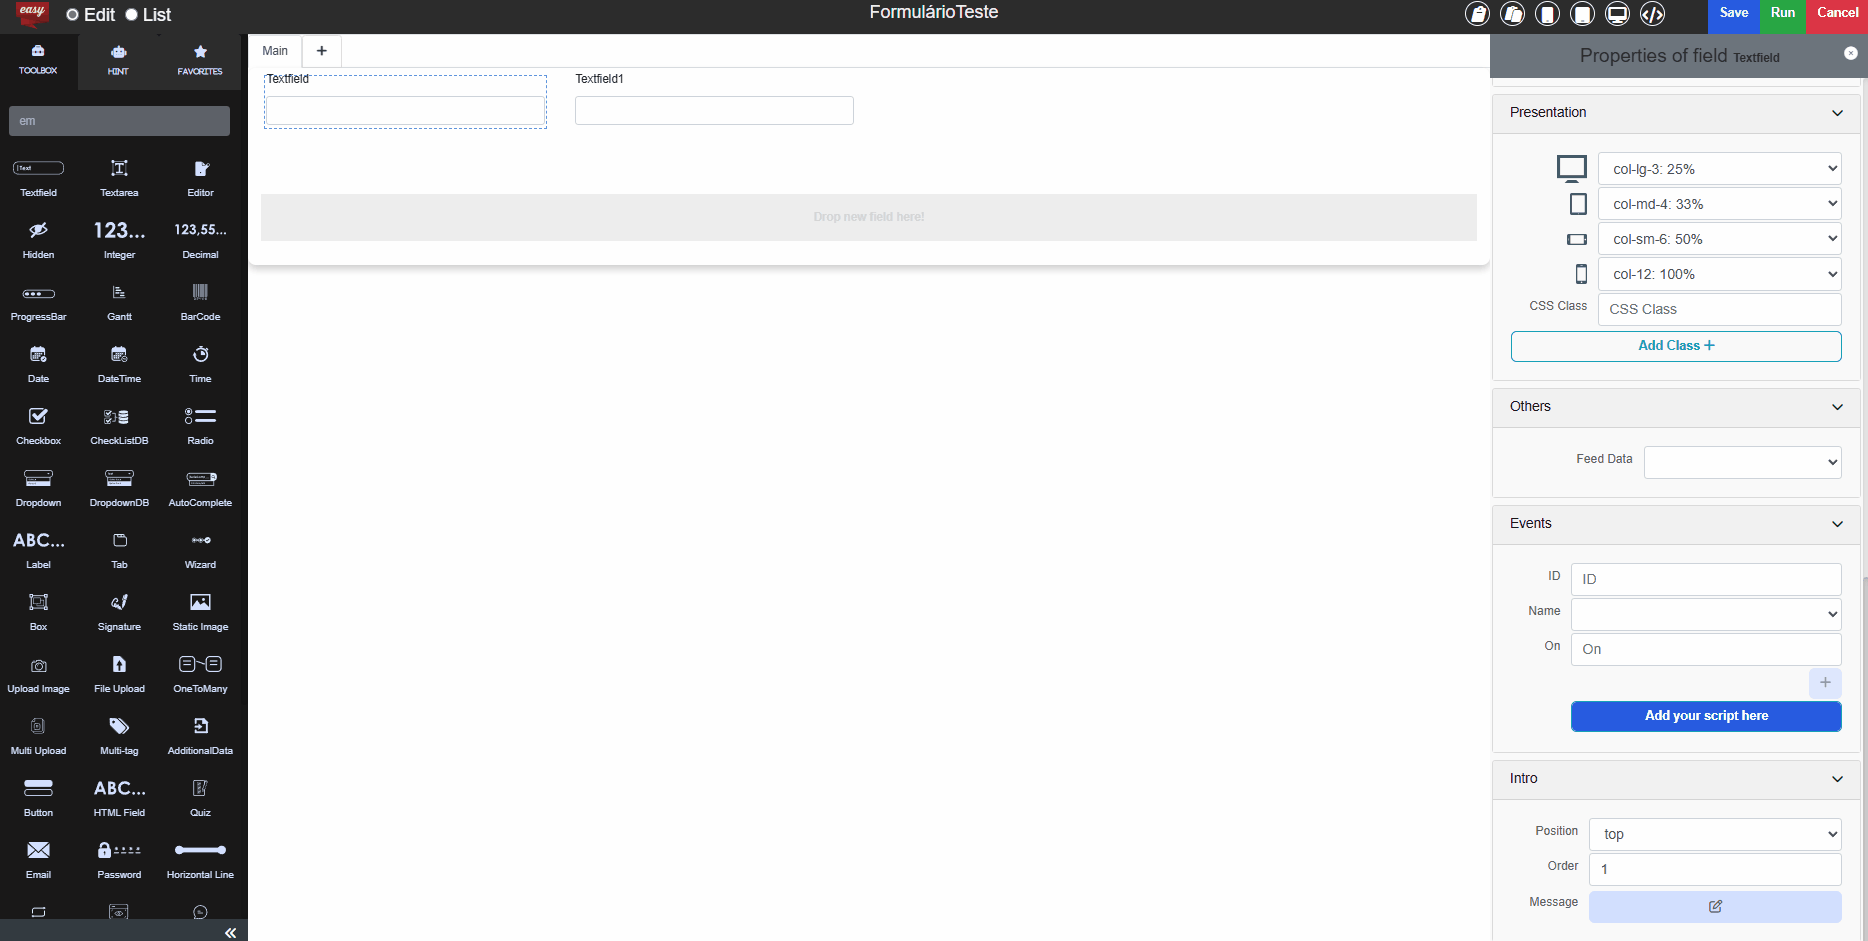 easy
Edit
List
FormulárioTeste
Save
Run
Cancel
TOOLBOX
HINT
FAVORITES
em
Text
Textfield
Textarea
Editor
123...
123,55...
Hidden
Integer
Decimal
ProgressBar
Gantt
BarCode
Date
DateTime
Time
Checkbox
CheckListDB
Radio
Dropdown
DropdownDB
AutoComplete
ABC...
Label
Tab
Wizard
Box
Signature
Static Image
Upload Image
File Upload
OneToMany
Multi Upload
Multi-tag
AdditionalData
ABC...
Button
HTML Field
Quiz
Email
Password
Horizontal Line
Main
+
Textfield
Textfield1
Drop new field here!
Properties of field Textfield
Presentation
col-lg-3: 25%
col-md-4: 33%
col-sm-6: 50%
col-12: 100%
CSS Class
CSS Class
Add Class +
Others
Feed Data
Events
ID
ID
Name
On
On
+
Add your script here
Intro
Position
top
Order
1
Message